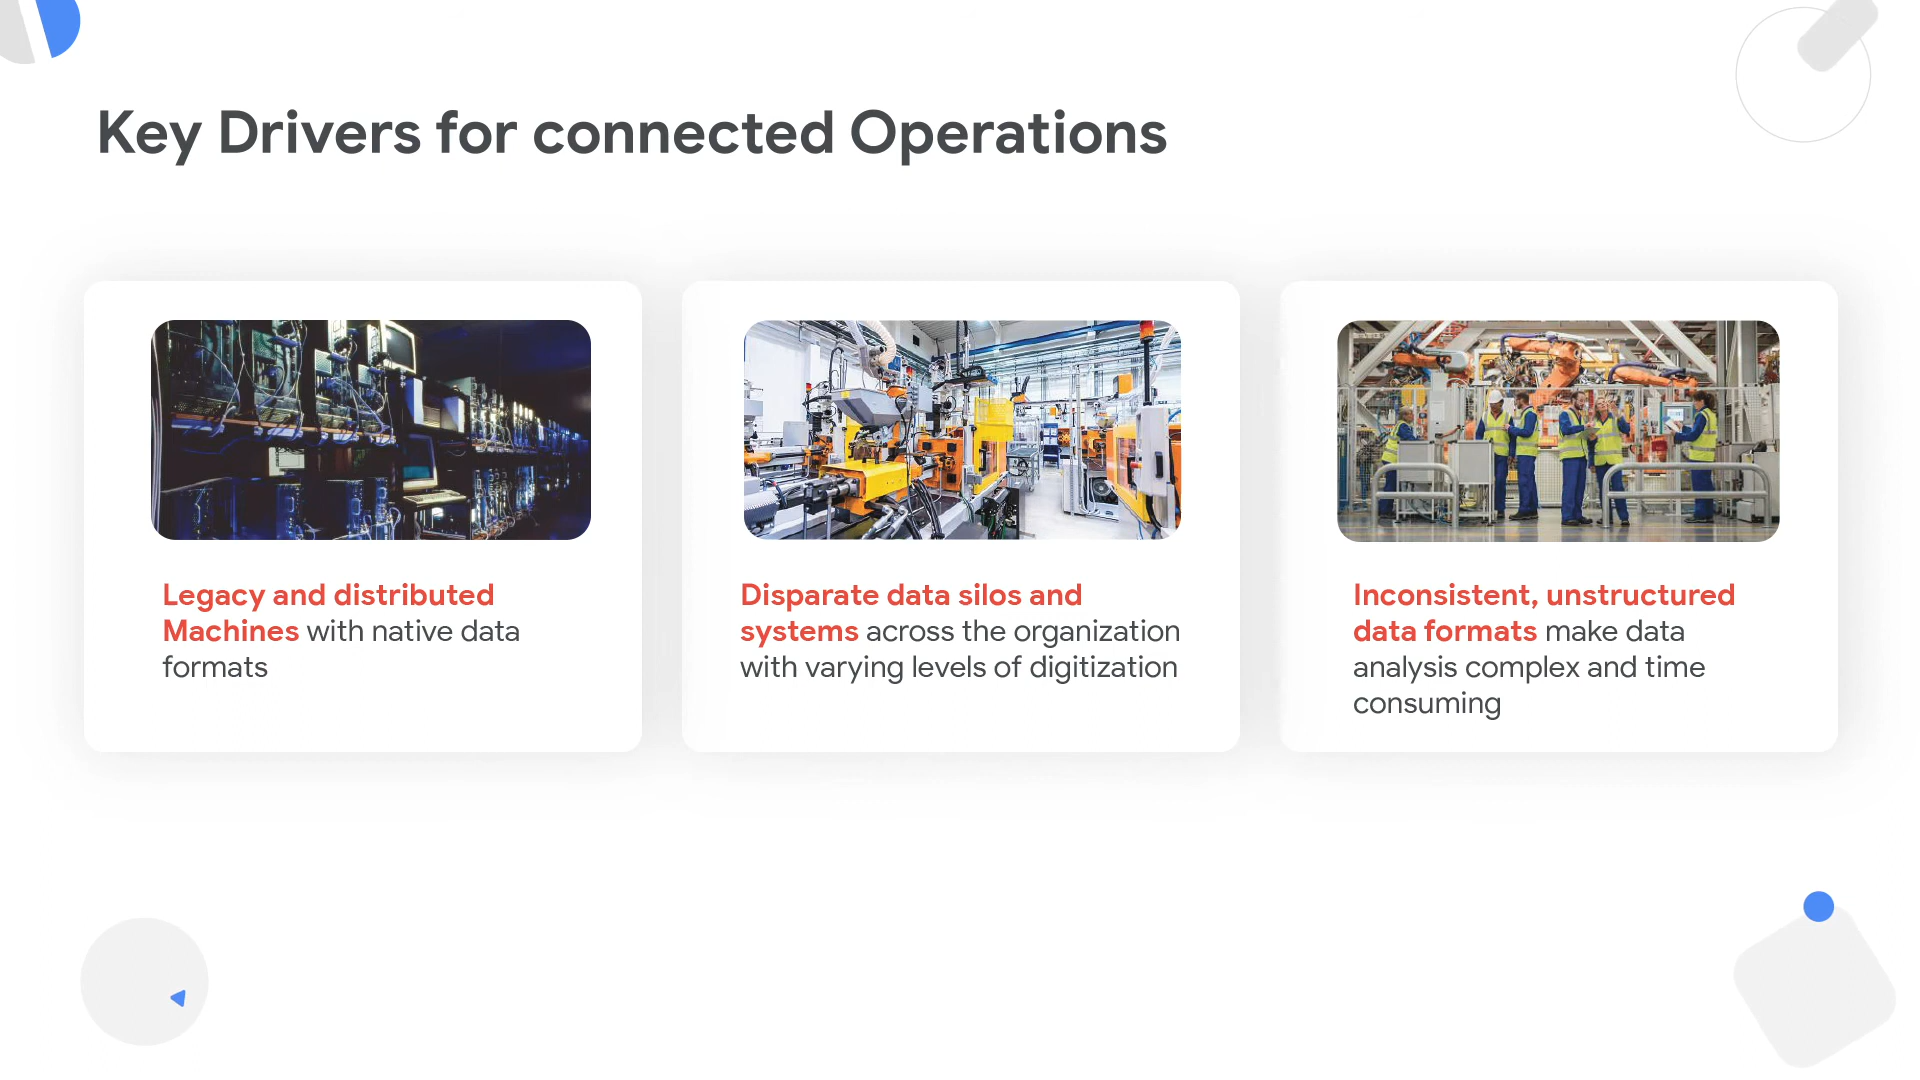 Key Drivers for connected Operations
Legacy and distributed
Machines with native data
formats
Disparate data silos and
systems across the organization
with varying levels of digitization
Inconsistent, unstructured
data formats make data
analysis complex and time
consuming